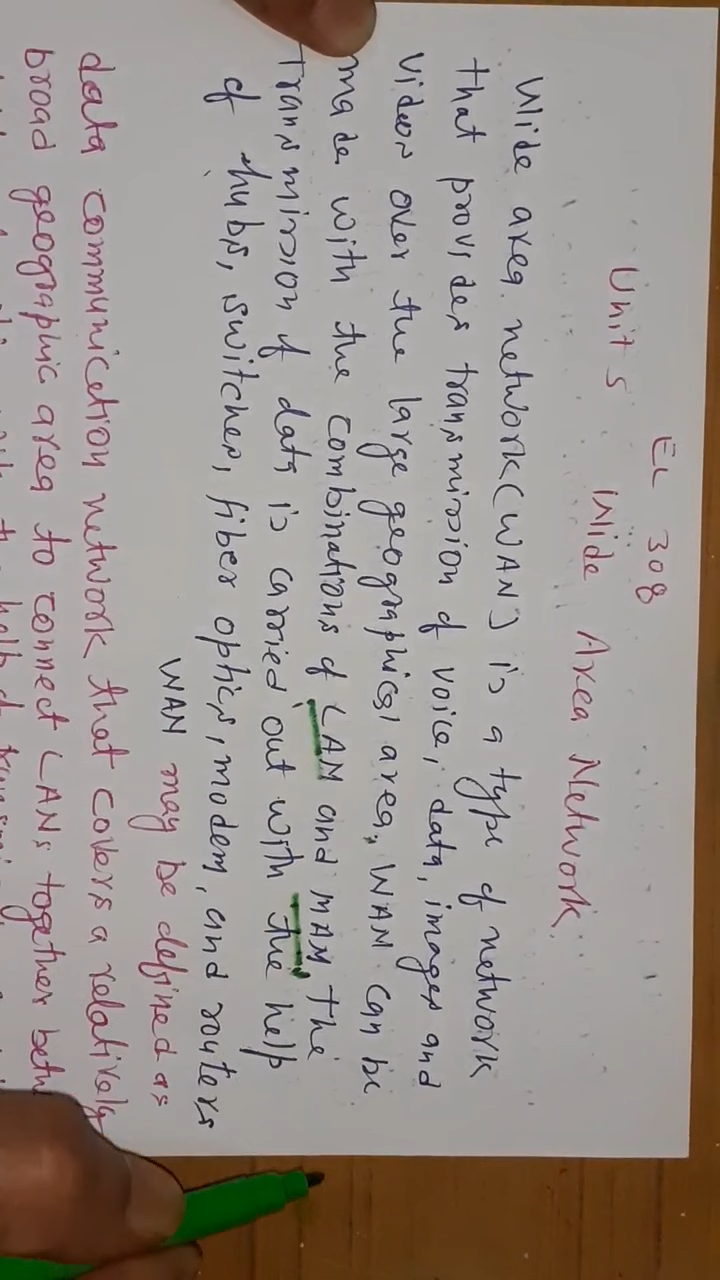 EC 308
Unit 5 Wide Area Network
Wide area network (WAN) is a type of network
that provides transmission of voice, data, images and
videos over the large geographical area, WAN can be
made with the combinations of LAN and MAN, The
transmission of data is carried out with the help
of hubs, switches, fiber optics, modem, and routers
WAN may be defined as
data communication network that covers a relatively
broad geographic area to connect LANs together